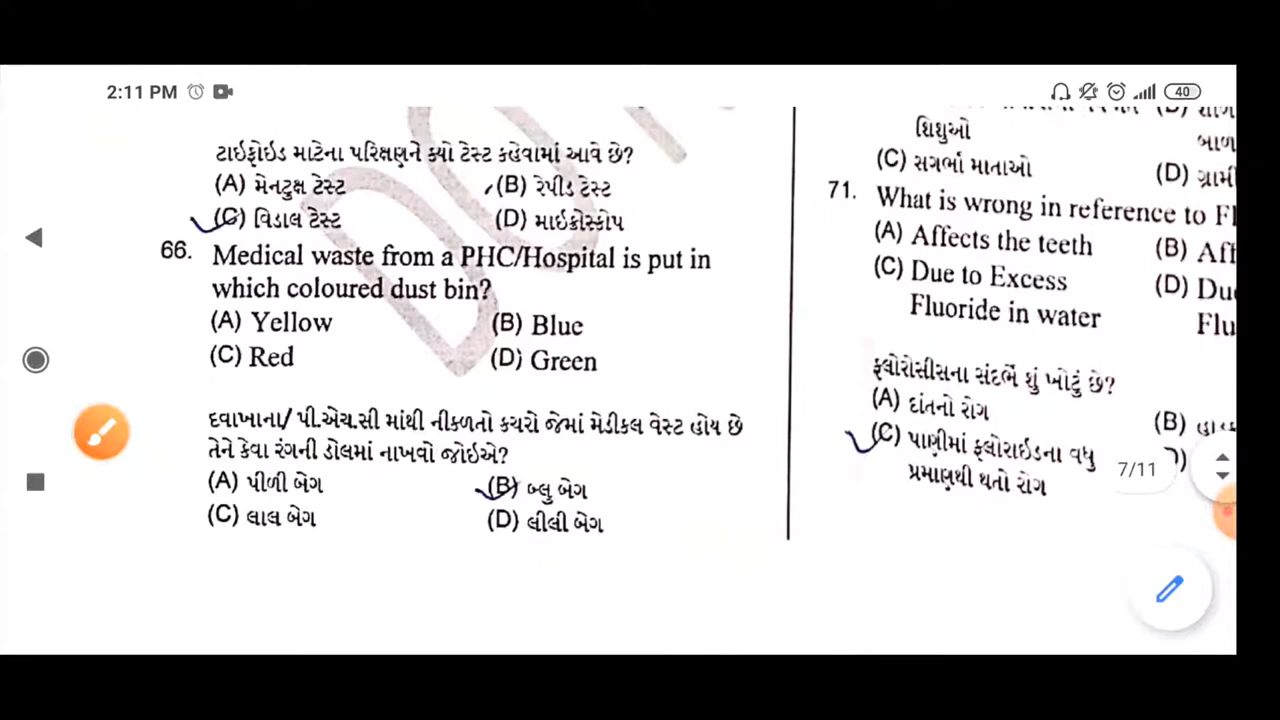 2:11 PM
40
ટાઇફોઇડ માટેના પરિક્ષણને ક્યો ટેસ્ટ કહેવામાં આવે છે?
(A) મેનટુક્ષ ટેસ્ટ (B) રેપીડ ટેસ્ટ
(C) વિડાલ ટેસ્ટ (D) માઇક્રોસ્કોપ
66. Medical waste from a PHC/Hospital is put in
which coloured dust bin?
(A) Yellow (B) Blue
(C) Red (D) Green
દવાખાના/ પી.એચ.સી માંથી નીકળતો કચરો જેમાં મેડીકલ વેસ્ટ હોય છે
તેને કેવા રંગની ડોલમાં નાખવો જોઇએ?
(A) પીળી બેગ (B) બ્લુ બેગ
(C) લાલ બેગ (D) લીલી બેગ
શિશુઓ
(C) સગર્ભા માતાઓ (D)
71. What is wrong in reference to
(A) Affects the teeth (B)
(C) Due to Excess (D)
Fluoride in water
ફ્લોરોસીસના સંદર્ભે શું ખોટું છે?
(A) દાંતનો રોગ (B)
(C) પાણીમાં ફ્લોરાઇડના વધુ
પ્રમાણથી થતો રોગ
7/11